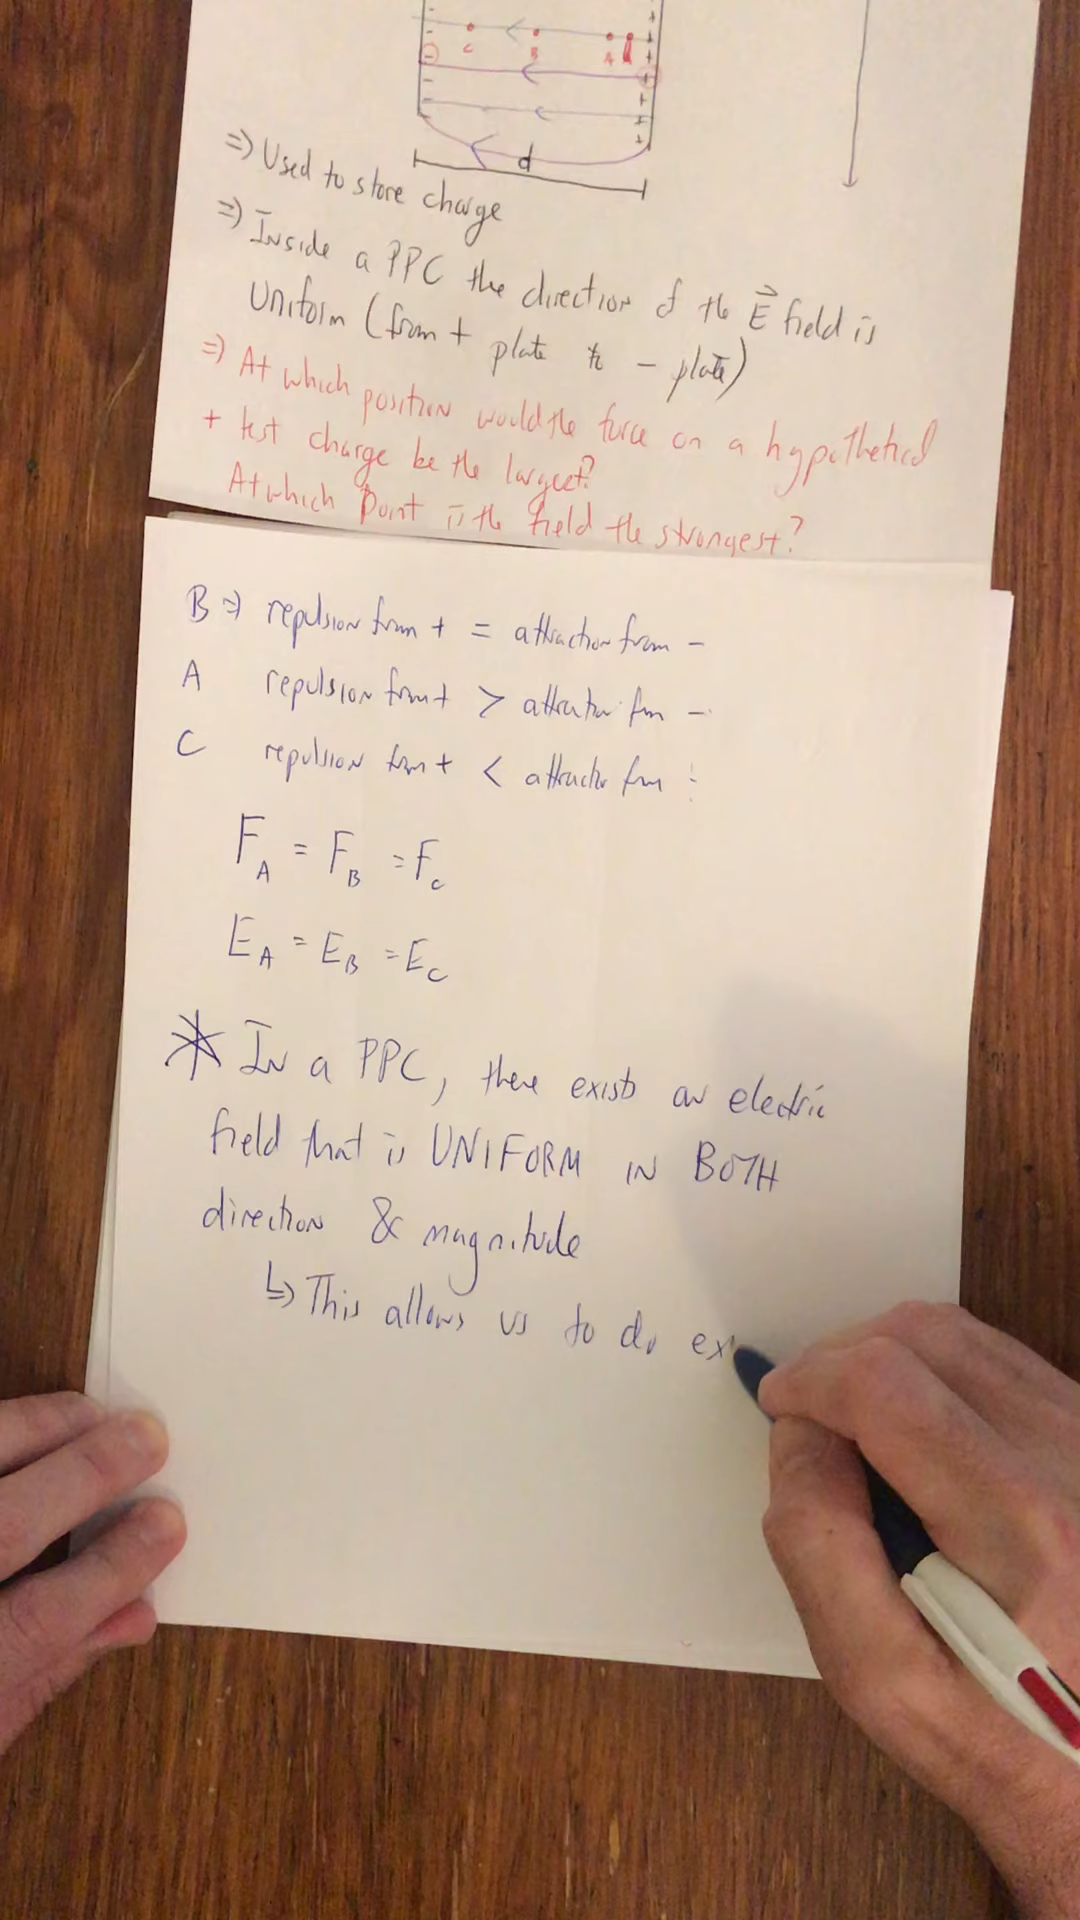 C B A
d
=) Used to store charge
=) Inside a PPC the direction of the E⃗ field is
Uniform (from + plate to - plate)
=) At which position would the force on a hypothetical
+ test charge be the largest?
At which point is the field the strongest?
B => repulsion from + = attraction from -
A repulsion from + > attraction from -
C repulsion from + < attraction from
F_A = F_B = F_C
E_A = E_B = E_C
* In a PPC, there exists an electric
field that is UNIFORM IN BOTH
direction & magnitude
↳ This allows us to do ex